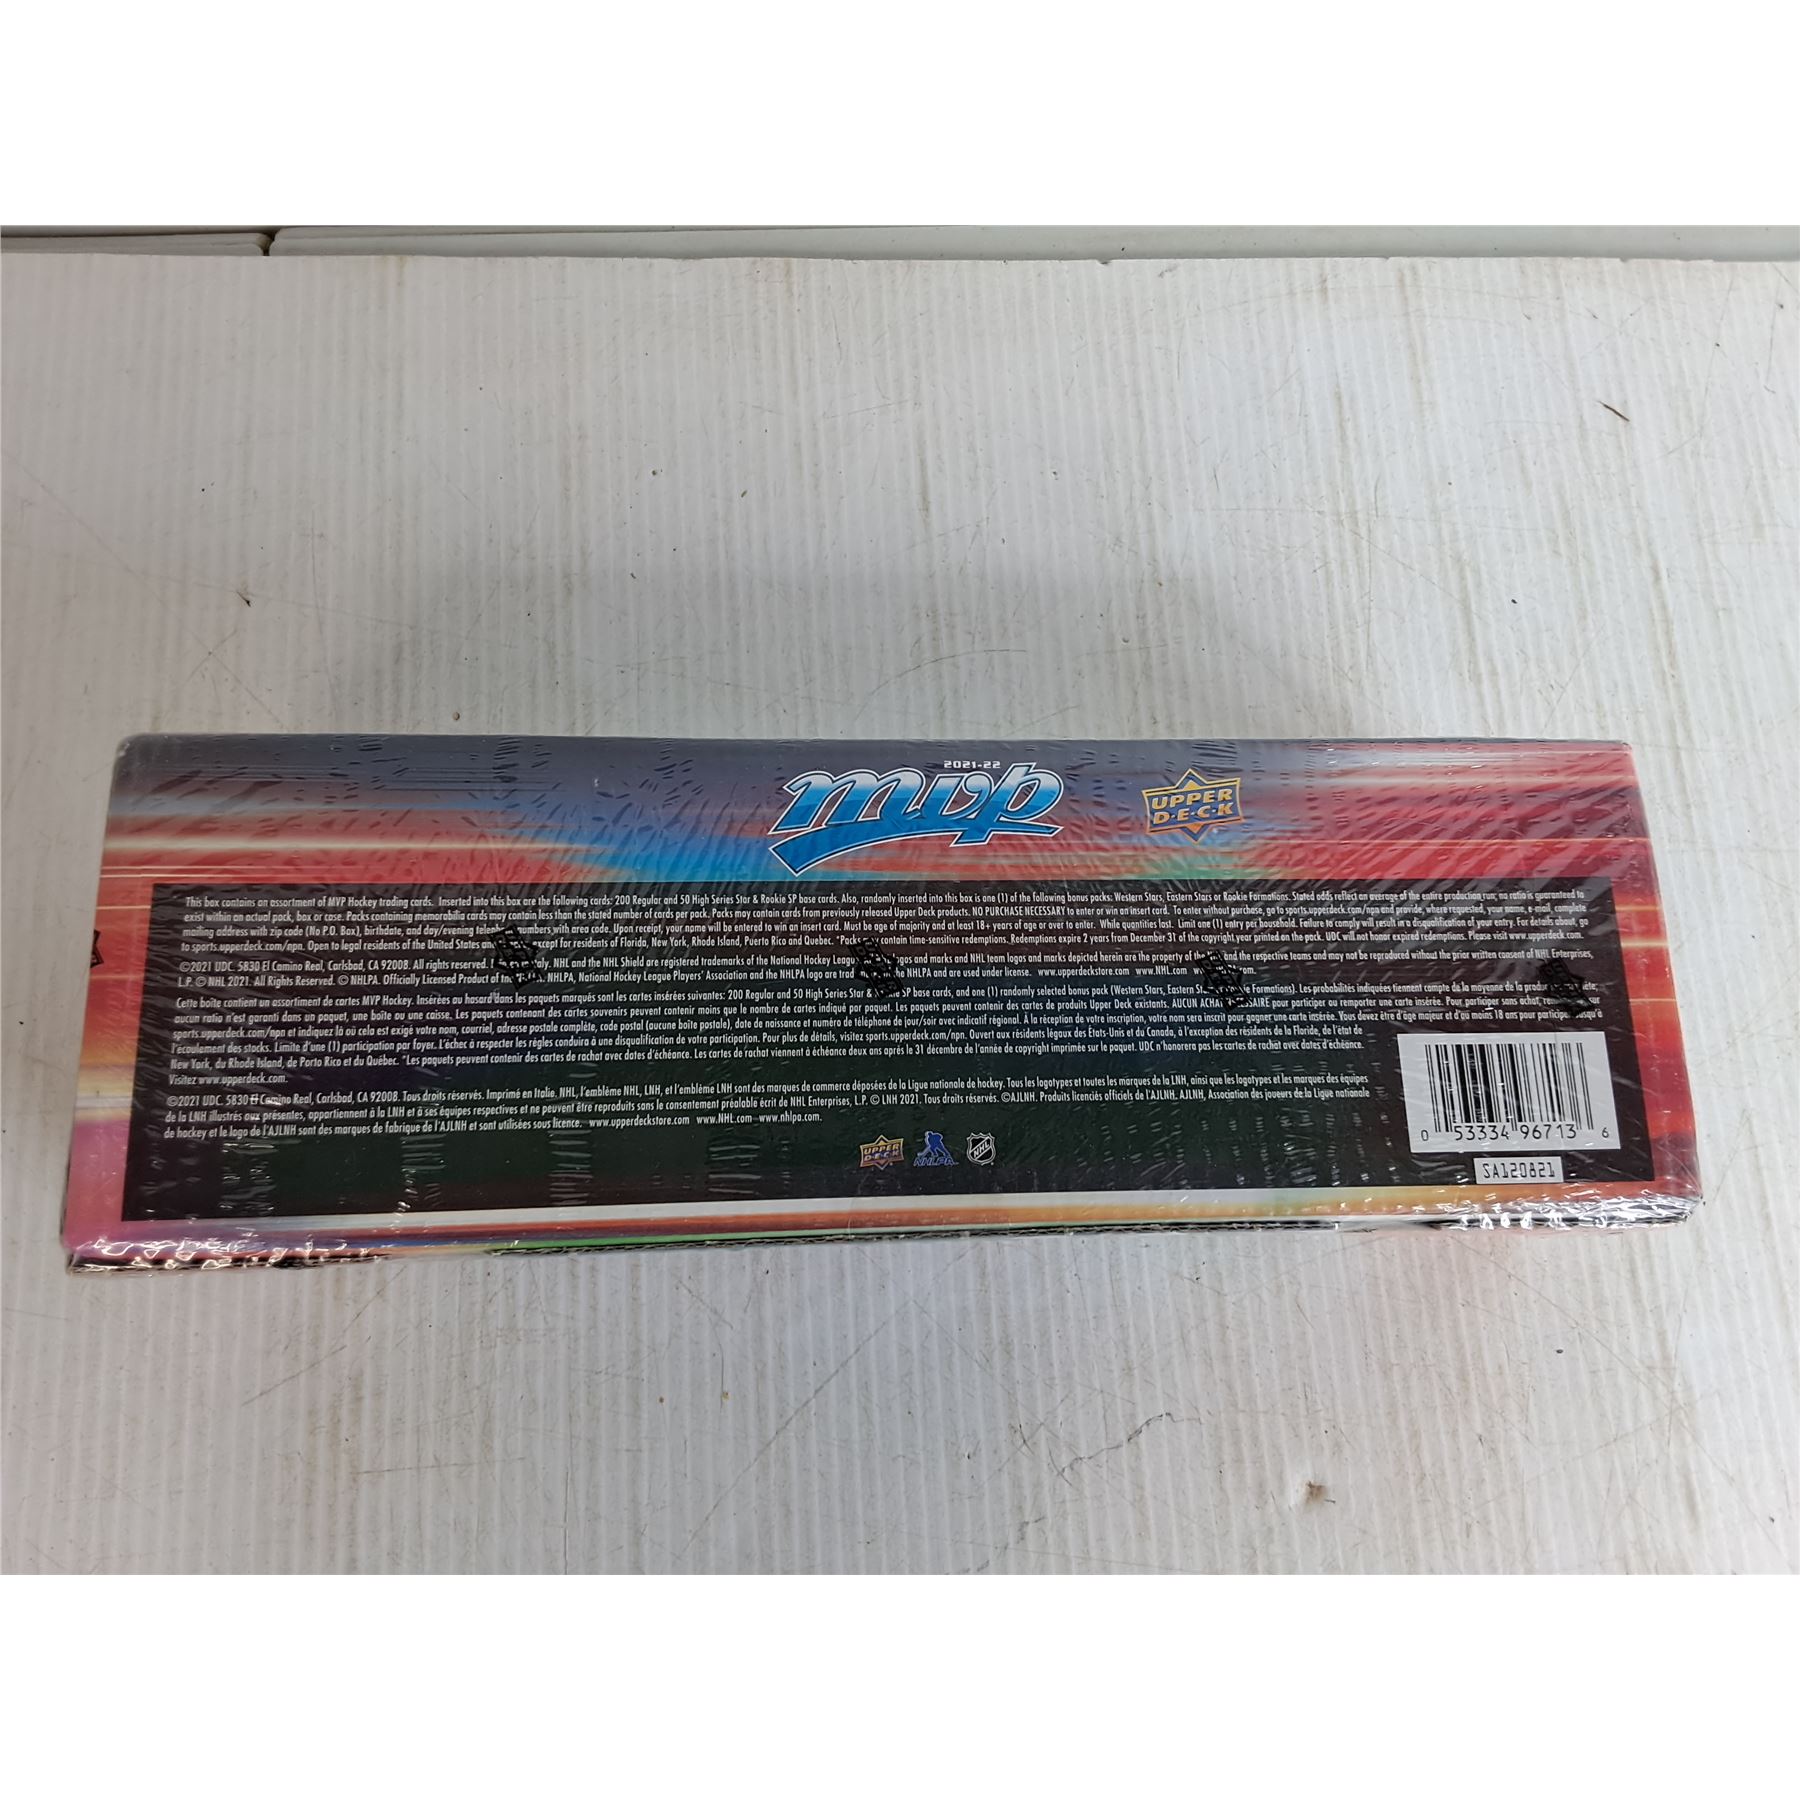 2021-22
mvp
UPPER
D·E·C·K
This box contains an assortment of MVP Hockey trading cards. Inserted into this box are the following cards: 200 Regular and 50 High Series Star & Rookie SP base cards. Also, randomly inserted into this box is one (1) of the following bonus packs: Western Stars, Eastern Stars or Rookie Formations. Stated odds reflect an average of the entire production run; no ratio is guaranteed to
exist within an actual pack, box or case. Packs containing memorabilia cards may contain less than the stated number of cards per pack. Packs may contain cards from previously released Upper Deck products. NO PURCHASE NECESSARY to enter or win an insert card. To enter without purchase, go to sports.upperdeck.com/npn and provide, where requested, your name, e-mail, complete
mailing address with zip code (No P.O. Box), birthdate, and day/evening numbers with area code. Upon receipt, your name will be entered to win an insert card. Must be age of majority and at least 18+ years of age or over to enter. While quantities last. Limit one (1) entry per household. Failure to comply will result in a disqualification of your entry. For details about, go
to sports.upperdeck.com/npn. Open to legal residents of the United States for residents of Florida, New York, Rhode Island, Puerto Rico and Quebec. contain time-sensitive redemptions. Redemptions expire 2 years from December 31 of the copyright year printed on the pack. UDC will not honor expired redemptions. Please visit www.upperdeck.com.
©2021 UDC. 5830 El Camino Real, Carlsbad, CA 92008. All rights reserved. NHL and the NHL Shield are registered trademarks of the National Hockey and marks and NHL team logos and marks depicted herein are the property of the respective teams and may not be reproduced without the prior written consent of NHL Enterprises,
L.P. © NHL 2021. All Rights Reserved. © NHLPA. Officially Licensed Product of NHLPA, National Hockey League Players' Association and the NHLPA logo are NHLPA and are used under license. www.upperdeckstore.com www.NHL.com
Cette boîte contient un assortiment de cartes MVP Hockey. Insérées au hasard dans les paquets marqués sont les cartes insérées suivantes: 200 Regular and 50 High Series Star & SP base cards, and one (1) randomly selected bonus pack (Western Stars, Eastern Formations). Les probabilités indiquées tiennent compte de la moyenne de la
aucun ratio n'est garanti dans un paquet, une boîte ou une caisse. Les paquets contenant des cartes souvenirs peuvent contenir moins que le nombre de cartes indiqué par paquet. Les paquets peuvent contenir des cartes de produits Upper Deck existants. AUCUN pour participer ou remporter une carte insérée. Pour participer sans achat,
sports.upperdeck.com/npn et indiquez là où cela est exigé votre nom, courriel, adresse postale complète, code postal (aucune boîte postale), date de naissance et numéro de téléphone de jour/soir avec indicatif régional. À la réception de votre inscription, votre nom sera inscrit pour gagner une carte insérée. Vous devez être d'âge majeur et d'au moins 18 ans pour
l'écoulement des stocks. Limite d'une (1) participation par foyer. L'échec à respecter les règles conduira à une disqualification de votre participation. Pour plus de détails, visitez sports.upperdeck.com/npn. Ouvert aux résidents légaux des États-Unis et du Canada, à l'exception des résidents de la Floride, de l'état de
New York, du Rhode Island, de Porto Rico et du Québec. *Les paquets peuvent contenir des cartes de rachat avec dates d'échéance. Les cartes de rachat viennent à échéance deux ans après le 31 décembre de l'année de copyright imprimée sur le paquet. UDC n'honorera pas les cartes de rachat avec dates d'échéance.
Visitez www.upperdeck.com.
©2021 UDC. 5830 El Camino Real, Carlsbad, CA 92008. Tous droits réservés. Imprimé en Italie. NHL, l'emblème NHL, LNH, et l'emblème LNH sont des marques de commerce déposées de la Ligue nationale de hockey. Tous les logotypes et toutes les marques de la LNH, ainsi que les logotypes et les marques des équipes
de la LNH illustrés aux présentes, appartiennent à la LNH et à ses équipes respectives et ne peuvent être reproduits sans le consentement préalable écrit de NHL Enterprises, L.P. © LNH 2021. Tous droits réservés. ©AJLNH. Produits licenciés officiels de l'AJLNH. AJLNH, Association des joueurs de la Ligue nationale
de hockey et le logo de l'AJLNH sont des marques de fabrique de l'AJLNH et sont utilisées sous licence. www.upperdeckstore.com www.NHL.com www.nhlpa.com.
UPPER
D·E·C·K
NHLPA
NHL
0 53334 96713 6
SA120821